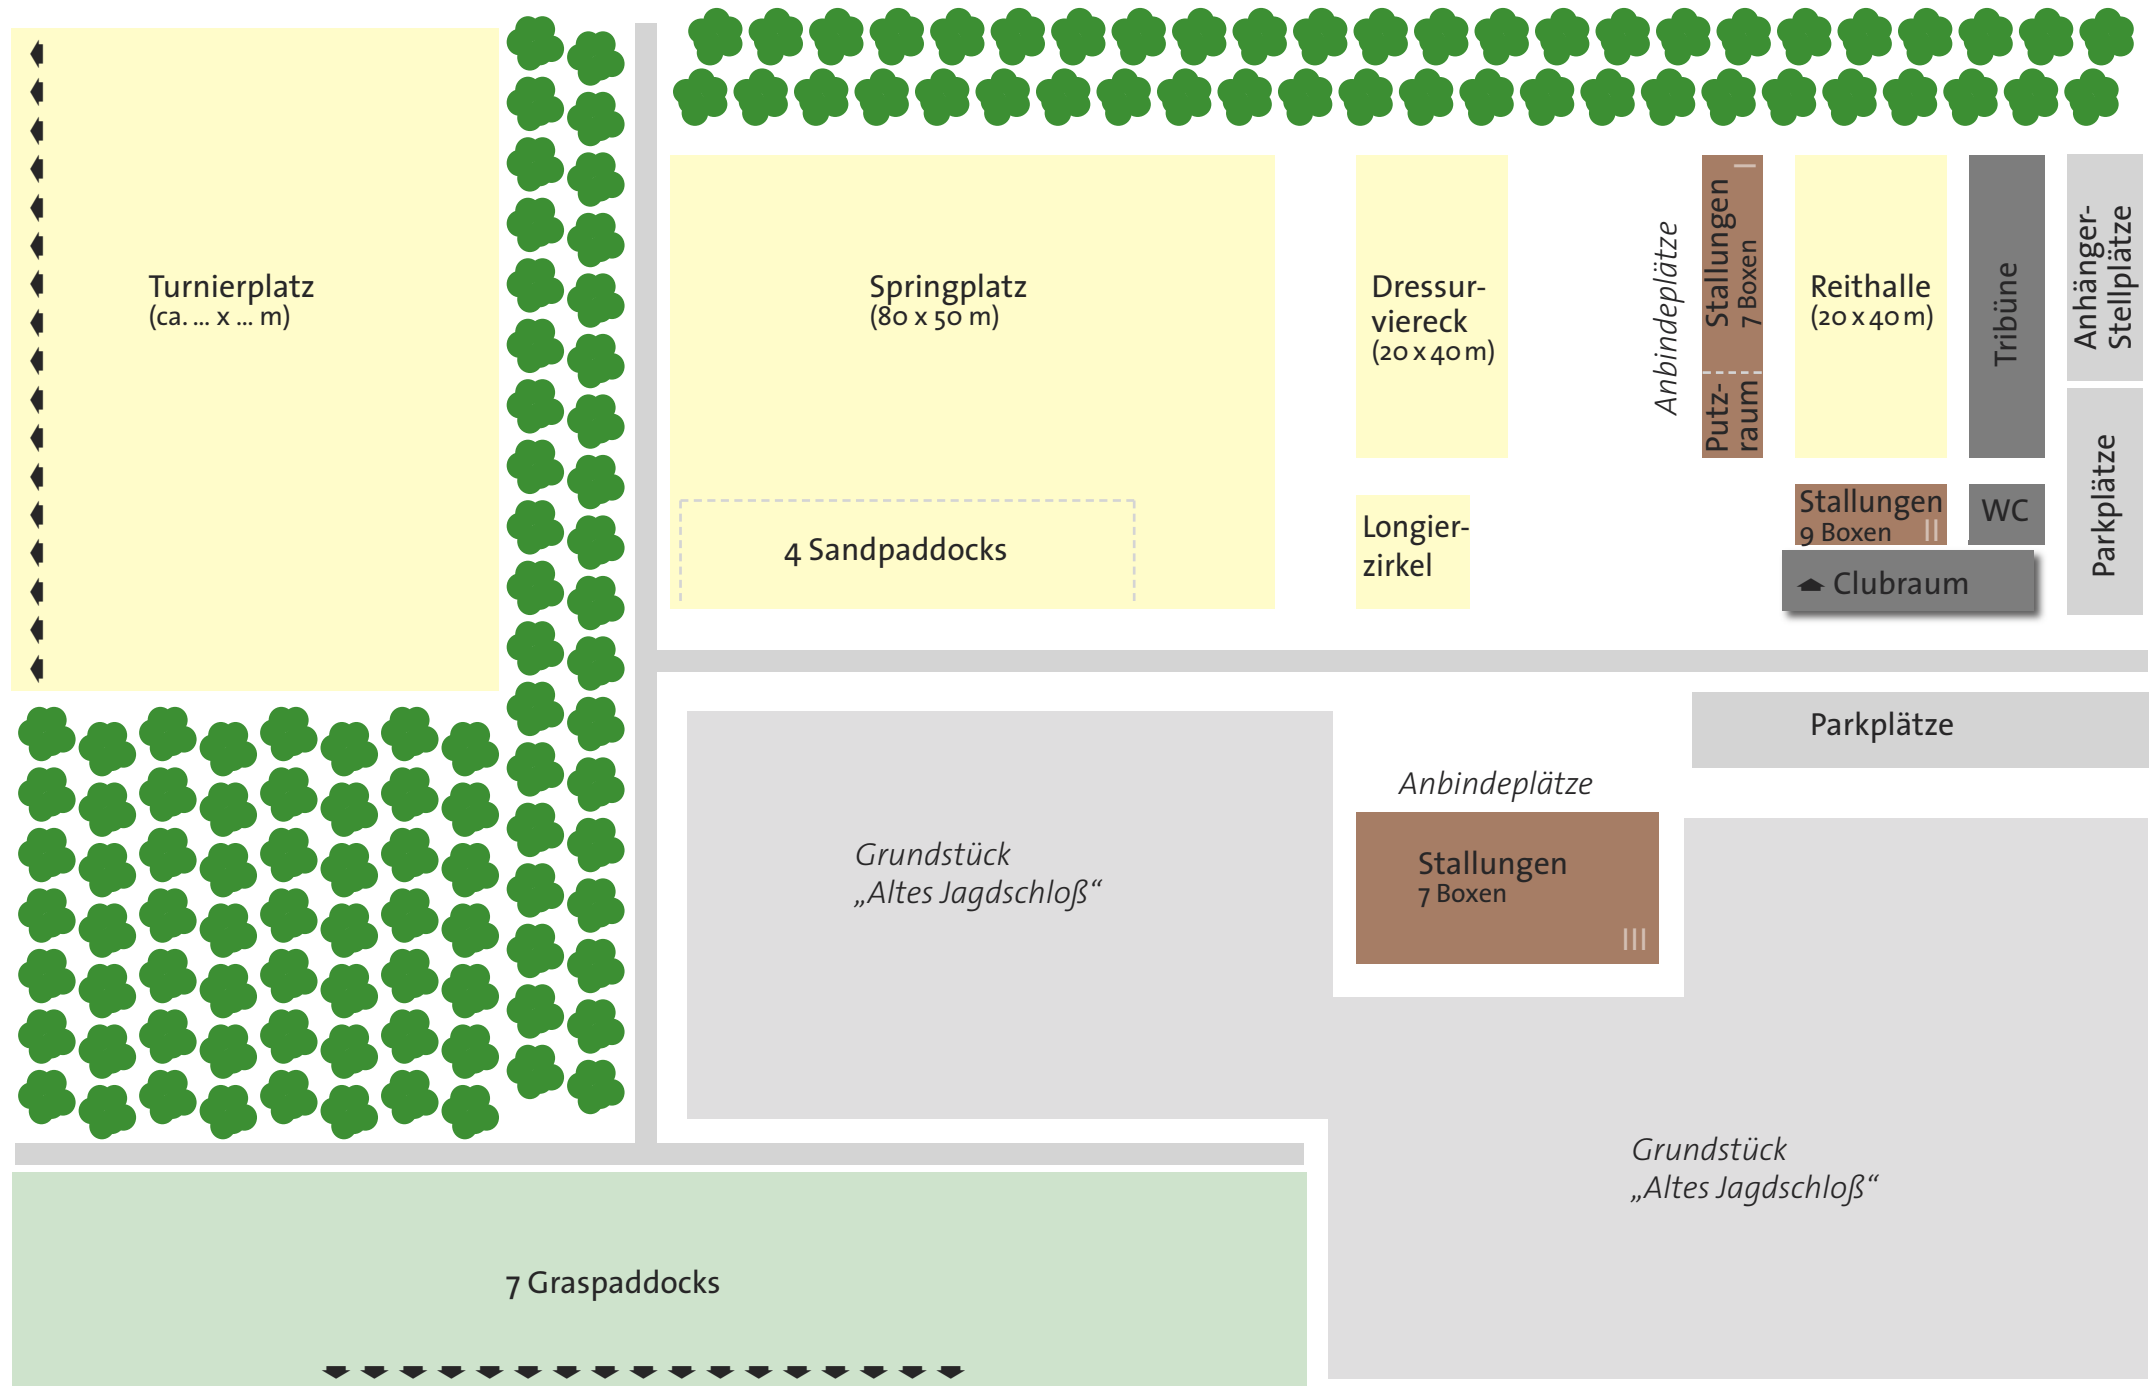 Turnierplatz
(ca. ... x ... m)
Springplatz
(80 x 50 m)
4 Sandpaddocks
Dressur-
viereck
(20 x 40 m)
Longier-
zirkel
Anbindeplätze
I
Stallungen
7 Boxen
Putz-
raum
Reithalle
(20 x 40 m)
Tribüne
Anhänger-
Stellplätze
Parkplätze
Stallungen
9 Boxen
II
WC
Clubraum
Parkplätze
Anbindeplätze
Stallungen
7 Boxen
III
Grundstück
„Altes Jagdschloß“
Grundstück
„Altes Jagdschloß“
7 Graspaddocks